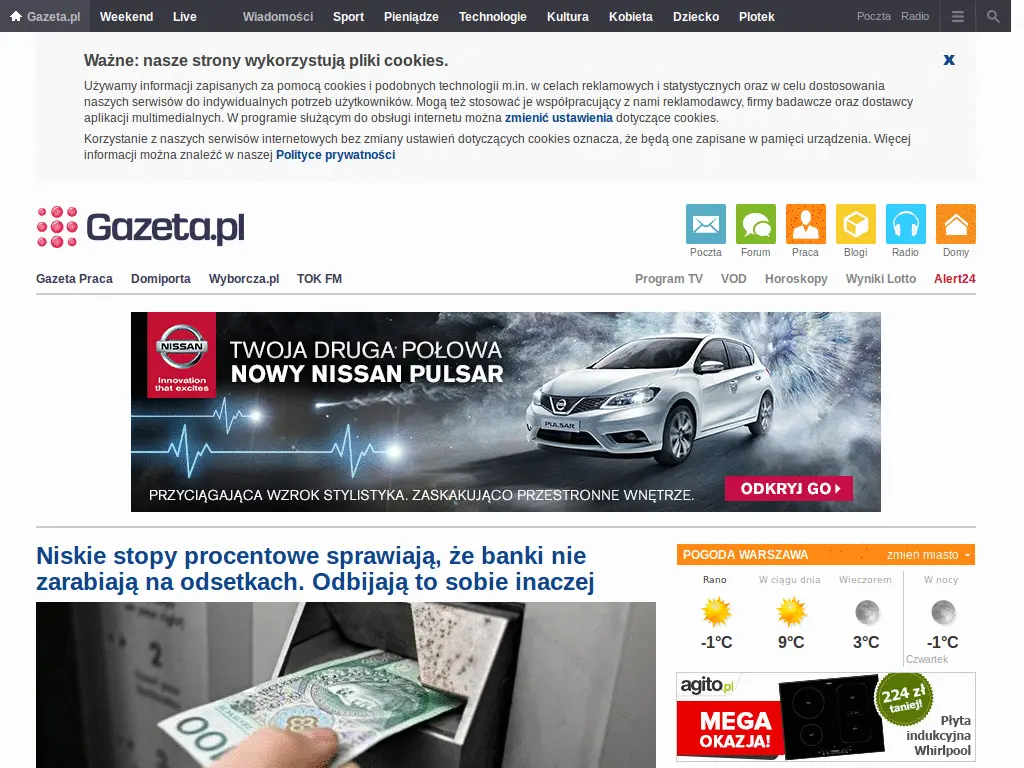 Gazeta.pl Weekend Live Wiadomości Sport Pieniądze Technologie Kultura Kobieta Dziecko Plotek Poczta Radio
Ważne: nasze strony wykorzystują pliki cookies.
x
Używamy informacji zapisanych za pomocą cookies i podobnych technologii m.in. w celach reklamowych i statystycznych oraz w celu dostosowania
naszych serwisów do indywidualnych potrzeb użytkowników. Mogą też stosować je współpracujący z nami reklamodawcy, firmy badawcze oraz dostawcy
aplikacji multimedialnych. W programie służącym do obsługi internetu można zmienić ustawienia dotyczące cookies.
Korzystanie z naszych serwisów internetowych bez zmiany ustawień dotyczących cookies oznacza, że będą one zapisane w pamięci urządzenia. Więcej
informacji można znaleźć w naszej Polityce prywatności
Gazeta.pl
Poczta Forum Praca Blogi Radio Domy
Gazeta Praca Domiporta Wyborcza.pl TOK FM Program TV VOD Horoskopy Wyniki Lotto Alert24
NISSAN
Innovation
that excites
TWOJA DRUGA POŁOWA
NOWY NISSAN PULSAR
PULSAR
PRZYCIĄGAJĄCA WZROK STYLISTYKA. ZASKAKUJĄCO PRZESTRONNE WNĘTRZE.
ODKRYJ GO
Niskie stopy procentowe sprawiają, że banki nie
zarabiają na odsetkach. Odbijają to sobie inaczej
2
100
POGODA WARSZAWA zmień miasto
Rano W ciągu dnia Wieczorem W nocy
-1°C 9°C 3°C -1°C
Czwartek
agito.pl
MEGA
OKAZJA!
224 zł
taniej!
Płyta
indukcyjna
Whirlpool